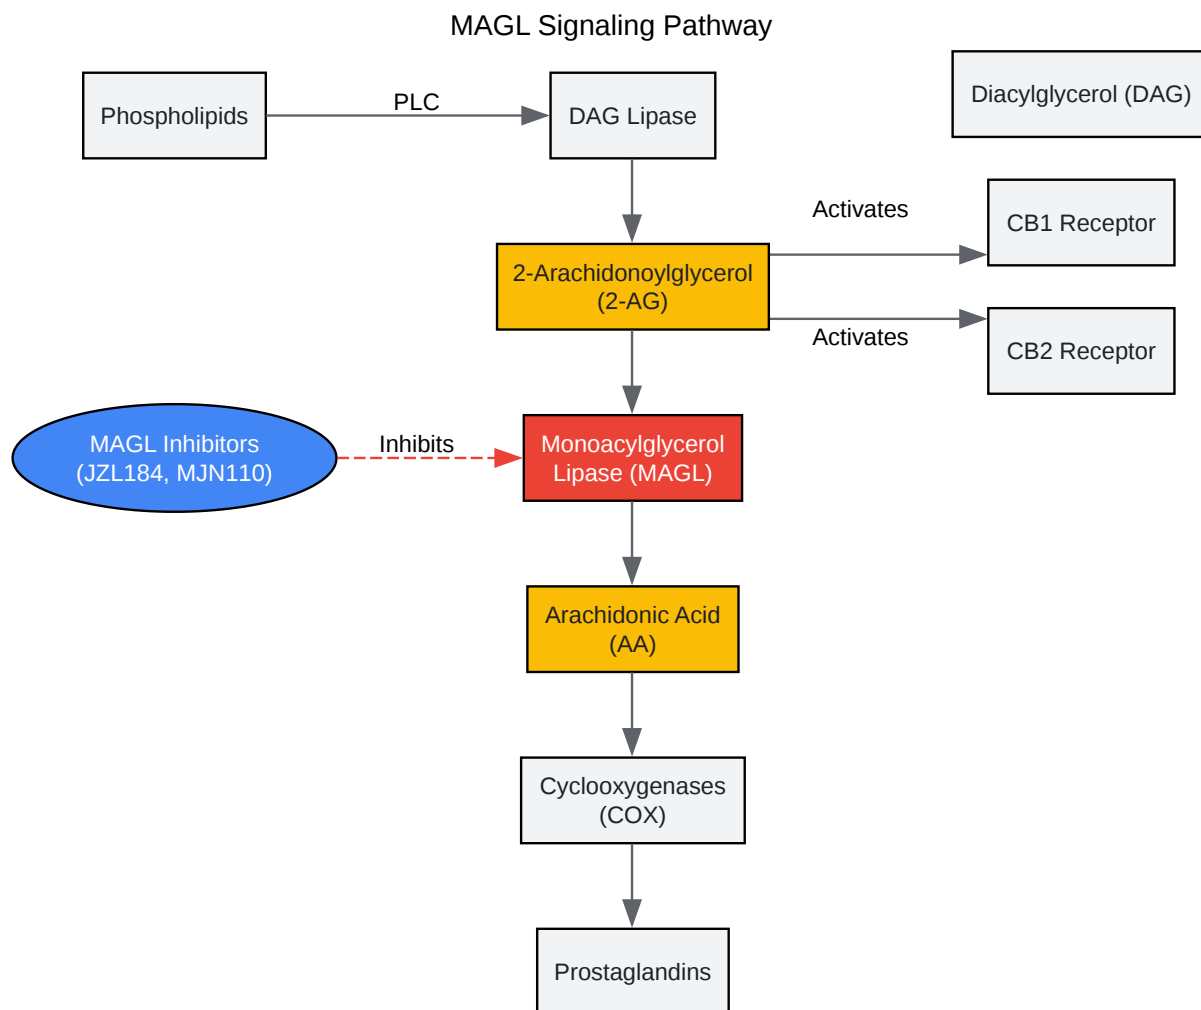 MAGL Signaling Pathway
Phospholipids
PLC
DAG Lipase
Diacylglycerol (DAG)
Activates
CB1 Receptor
2-Arachidonoylglycerol
(2-AG)
Activates
CB2 Receptor
MAGL Inhibitors
(JZL184, MJN110)
Inhibits
Monoacylglycerol
Lipase (MAGL)
Arachidonic Acid
(AA)
Cyclooxygenases
(COX)
Prostaglandins